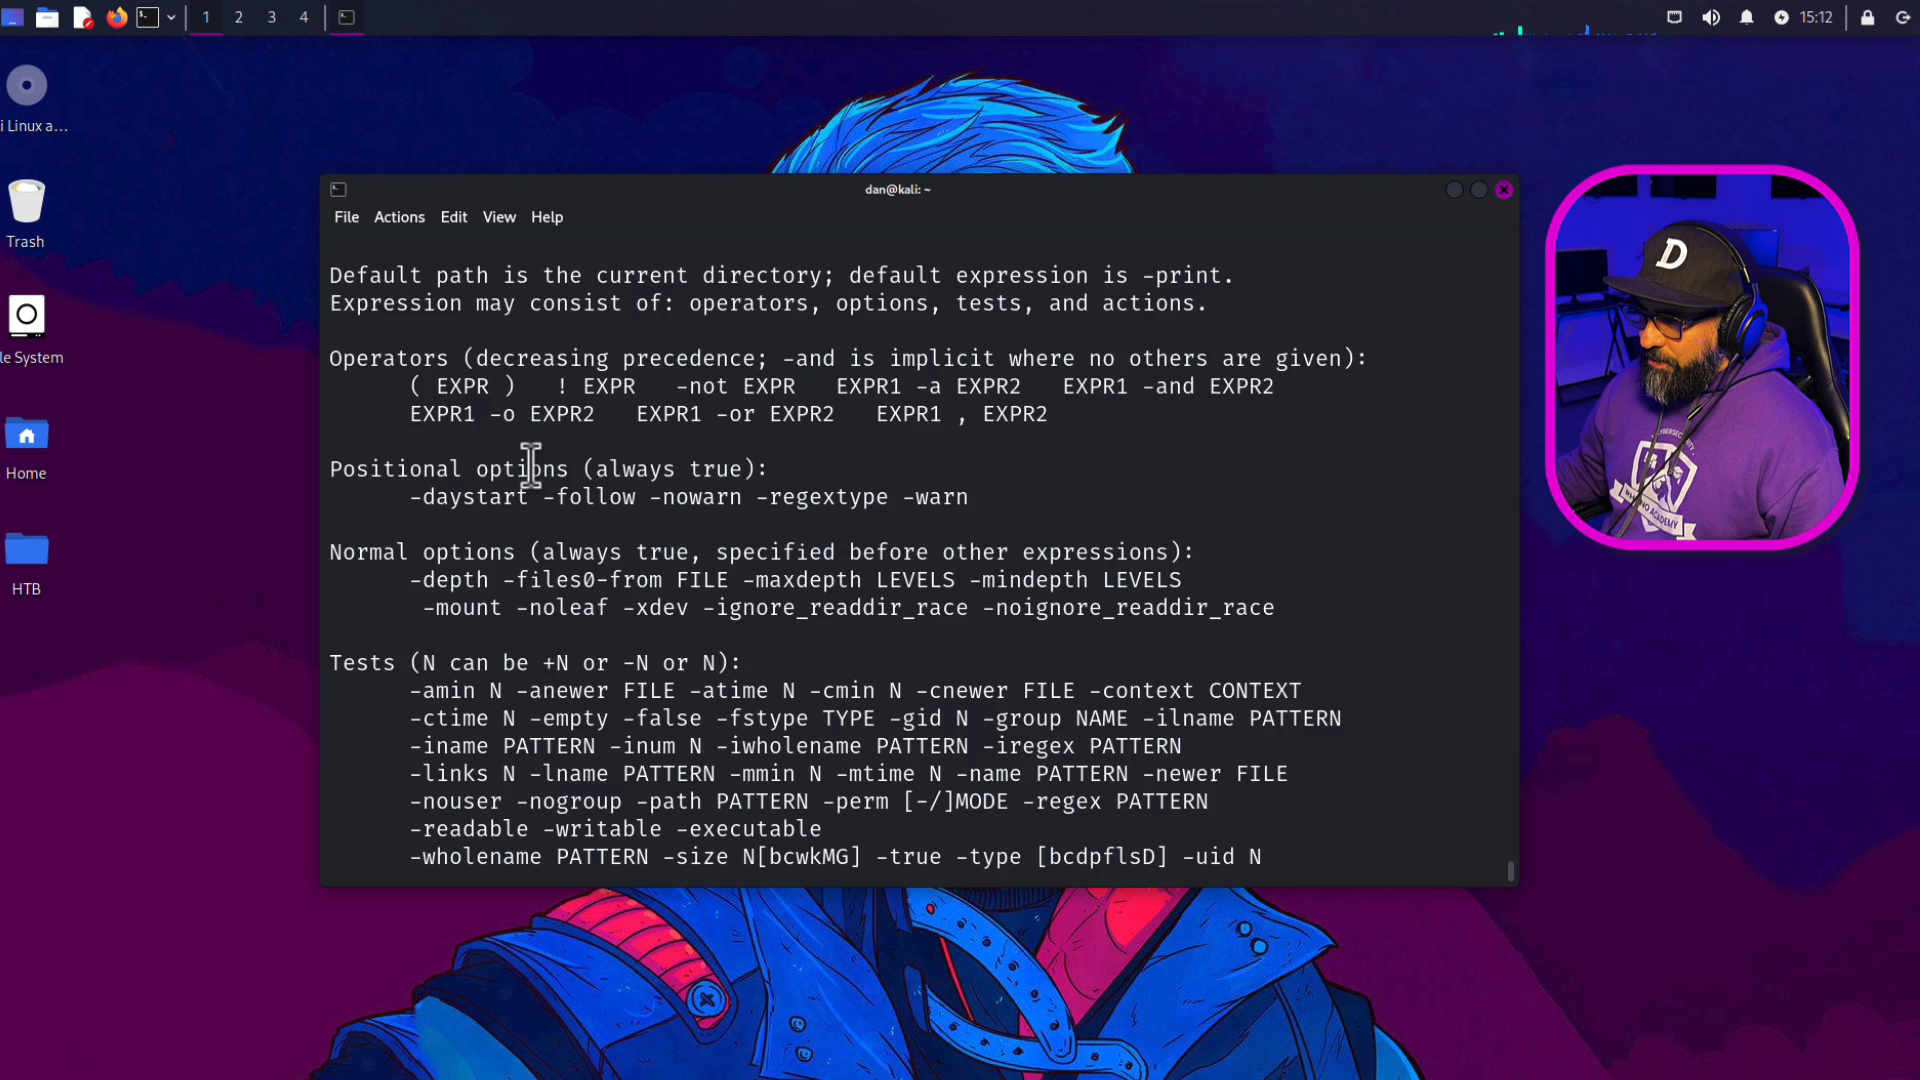 1 2 3 4
15:12
i Linux a...
Trash
le System
Home
HTB
dan@kali: ~
File Actions Edit View Help
Default path is the current directory; default expression is -print.
Expression may consist of: operators, options, tests, and actions.
Operators (decreasing precedence; -and is implicit where no others are given):
( EXPR ) ! EXPR -not EXPR EXPR1 -a EXPR2 EXPR1 -and EXPR2
EXPR1 -o EXPR2 EXPR1 -or EXPR2 EXPR1 , EXPR2
Positional options (always true):
-daystart -follow -nowarn -regextype -warn
Normal options (always true, specified before other expressions):
-depth -files0-from FILE -maxdepth LEVELS -mindepth LEVELS
-mount -noleaf -xdev -ignore_readdir_race -noignore_readdir_race
Tests (N can be +N or -N or N):
-amin N -anewer FILE -atime N -cmin N -cnewer FILE -context CONTEXT
-ctime N -empty -false -fstype TYPE -gid N -group NAME -ilname PATTERN
-iname PATTERN -inum N -iwholename PATTERN -iregex PATTERN
-links N -lname PATTERN -mmin N -mtime N -name PATTERN -newer FILE
-nouser -nogroup -path PATTERN -perm [-/]MODE -regex PATTERN
-readable -writable -executable
-wholename PATTERN -size N[bcwkMG] -true -type [bcdpflsD] -uid N
D